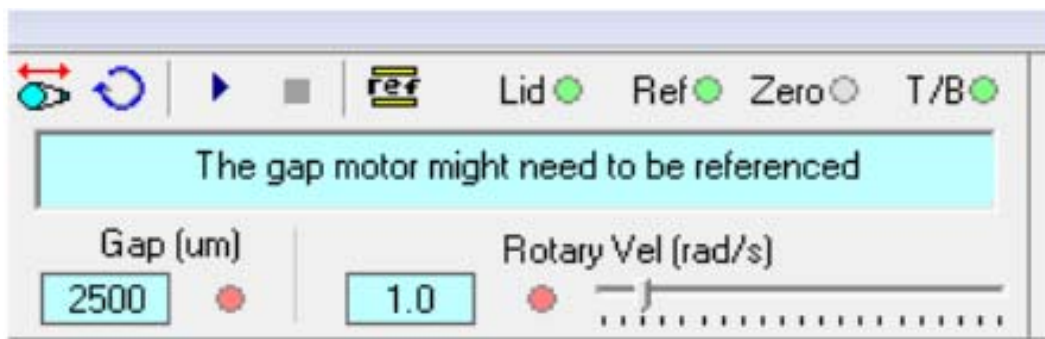 ref Lid Ref Zero T/B
The gap motor might need to be referenced
Gap (um) Rotary Vel (rad/s)
2500 1.0